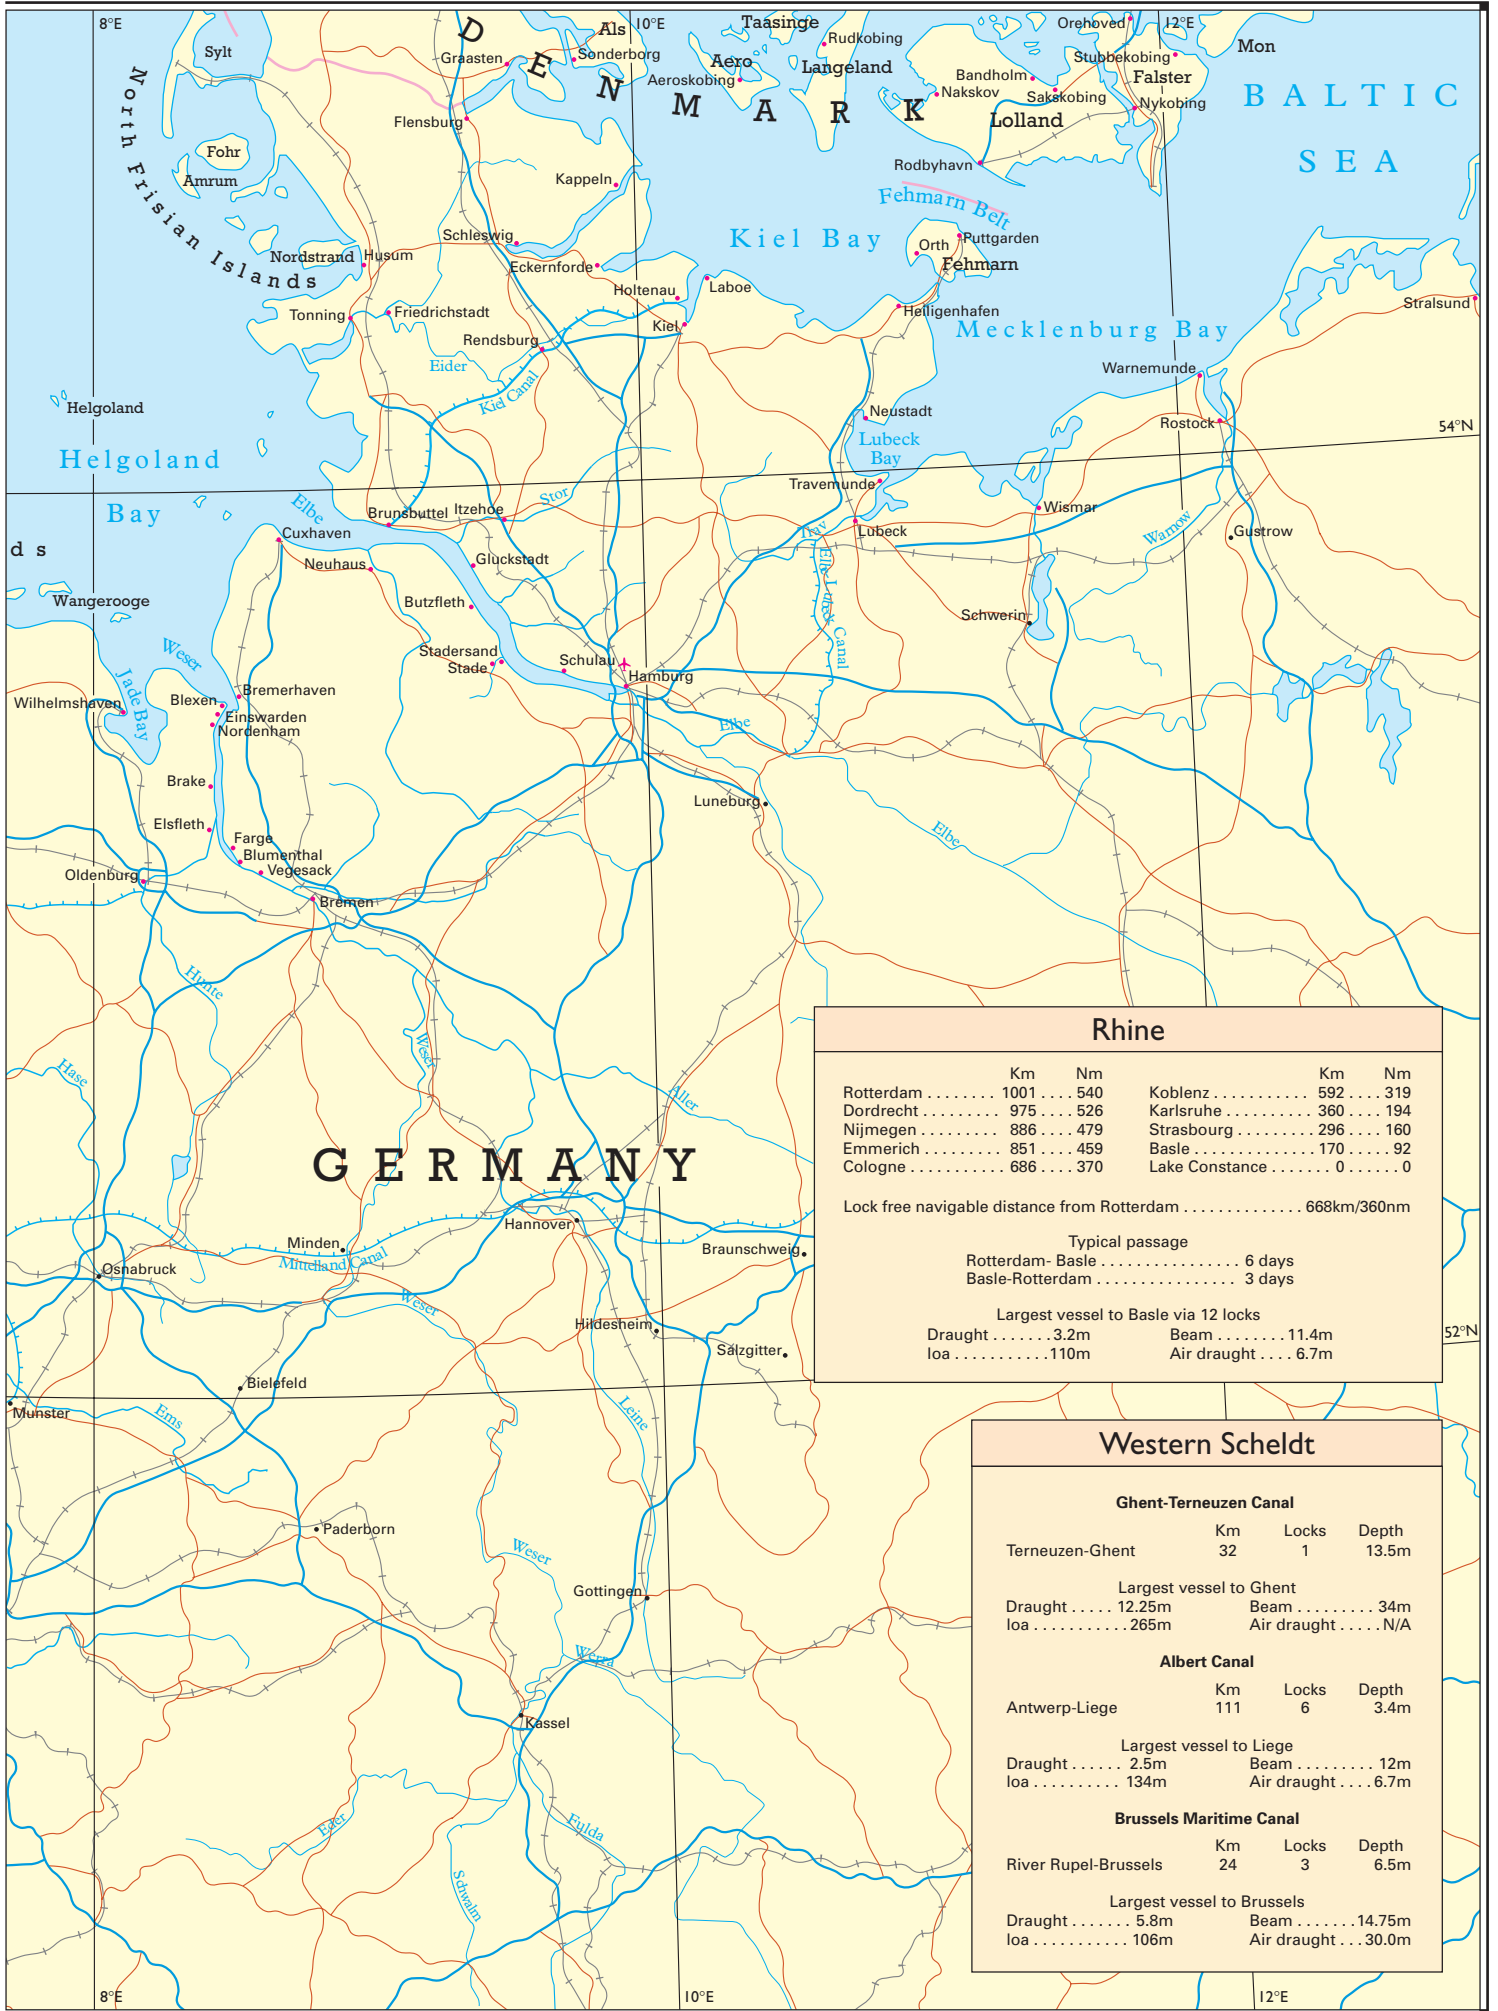 8°E
10°E
12°E
DENMARK
Sylt
Als
Graasten
Sonderborg
Taasinge
Rudkobing
Aero
Langeland
Aeroskobing
Orehoved
Stubbekobing
Mon
Bandholm
Falster
Nakskov
Sakskobing
Nykobing
Lolland
BALTIC
SEA
North Frisian Islands
Flensburg
Fohr
Amrum
Kappeln
Rodbyhavn
Fehmarn Belt
Kiel Bay
Schleswig
Orth
Puttgarden
Fehmarn
Nordstrand
Husum
Eckernforde
Holtenau
Laboe
Stralsund
Tonning
Friedrichstadt
Kiel
Heiligenhafen
Rendsburg
Mecklenburg Bay
Eider
Kiel Canal
Warnemunde
Helgoland
Neustadt
Rostock
54°N
Helgoland
Bay
Lubeck
Bay
Travemunde
Elbe
Stor
Brunsbuttel
Itzehoe
Wismar
Trav
Lubeck
Warnow
Gustrow
Cuxhaven
ds
Neuhaus
Gluckstadt
Elbe-Lubeck Canal
Wangerooge
Butzfleth
Schwerin
Weser
Stadersand
Stade
Schulau
Hamburg
Jade Bay
Wilhelmshaven
Bremerhaven
Blexen
Einswarden
Nordenham
Elbe
Brake
Luneburg
Elsfleth
Farge
Blumenthal
Vegesack
Elbe
Oldenburg
Bremen
Hunte
Weser
Hase
Aller
GERMANY
Hannover
Minden
Mittelland Canal
Braunschweig
Osnabruck
Weser
Hildesheim
Salzgitter
52°N
Bielefeld
Munster
Ems
Leine
Paderborn
Weser
Gottingen
Werra
Kassel
Eder
Fulda
Schwalm
8°E
10°E
12°E
Rhine
Km Nm Km Nm
Rotterdam ........ 1001 .... 540 Koblenz ........... 592 .... 319
Dordrecht ......... 975 .... 526 Karlsruhe .......... 360 .... 194
Nijmegen ......... 886 .... 479 Strasbourg ......... 296 .... 160
Emmerich ......... 851 .... 459 Basle .............. 170 ..... 92
Cologne .......... 686 .... 370 Lake Constance ....... 0 ...... 0
Lock free navigable distance from Rotterdam .............. 668km/360nm
Typical passage
Rotterdam- Basle ................ 6 days
Basle-Rotterdam ................ 3 days
Largest vessel to Basle via 12 locks
Draught ....... 3.2m Beam ........ 11.4m
loa ........... 110m Air draught .... 6.7m
Western Scheldt
Ghent-Terneuzen Canal
Km Locks Depth
Terneuzen-Ghent 32 1 13.5m
Largest vessel to Ghent
Draught ..... 12.25m Beam ......... 34m
loa ........... 265m Air draught ..... N/A
Albert Canal
Km Locks Depth
Antwerp-Liege 111 6 3.4m
Largest vessel to Liege
Draught ...... 2.5m Beam ......... 12m
loa .......... 134m Air draught .... 6.7m
Brussels Maritime Canal
Km Locks Depth
River Rupel-Brussels 24 3 6.5m
Largest vessel to Brussels
Draught ....... 5.8m Beam ....... 14.75m
loa ........... 106m Air draught ... 30.0m